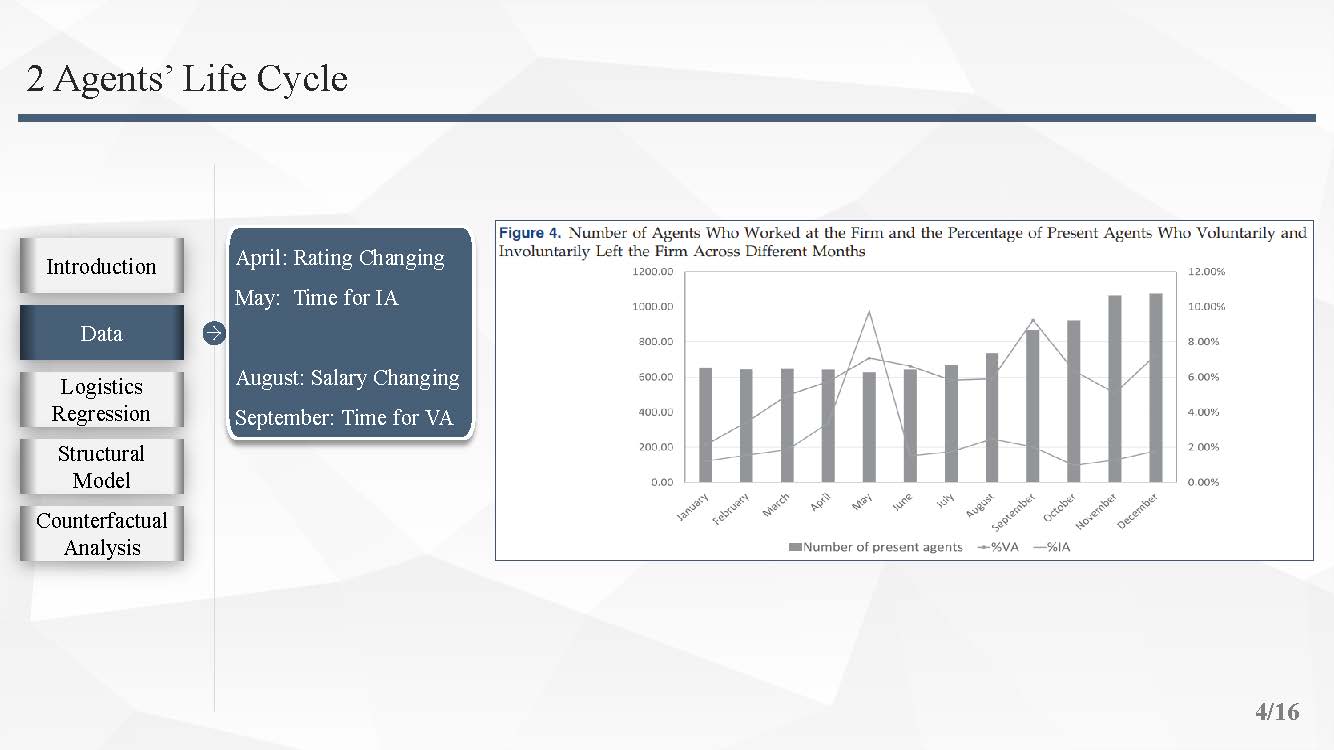 2 Agents’ Life Cycle
Introduction
Data
Logistics
Regression
Structural
Model
Counterfactual
Analysis
April: Rating Changing
May: Time for IA
August: Salary Changing
September: Time for VA
Figure 4. Number of Agents Who Worked at the Firm and the Percentage of Present Agents Who Voluntarily and
Involuntarily Left the Firm Across Different Months
1200.00 12.00%
1000.00 10.00%
800.00 8.00%
600.00 6.00%
400.00 4.00%
200.00 2.00%
0.00 0.00%
January February March April May June July August September October November December
Number of present agents %VA %IA
4/16